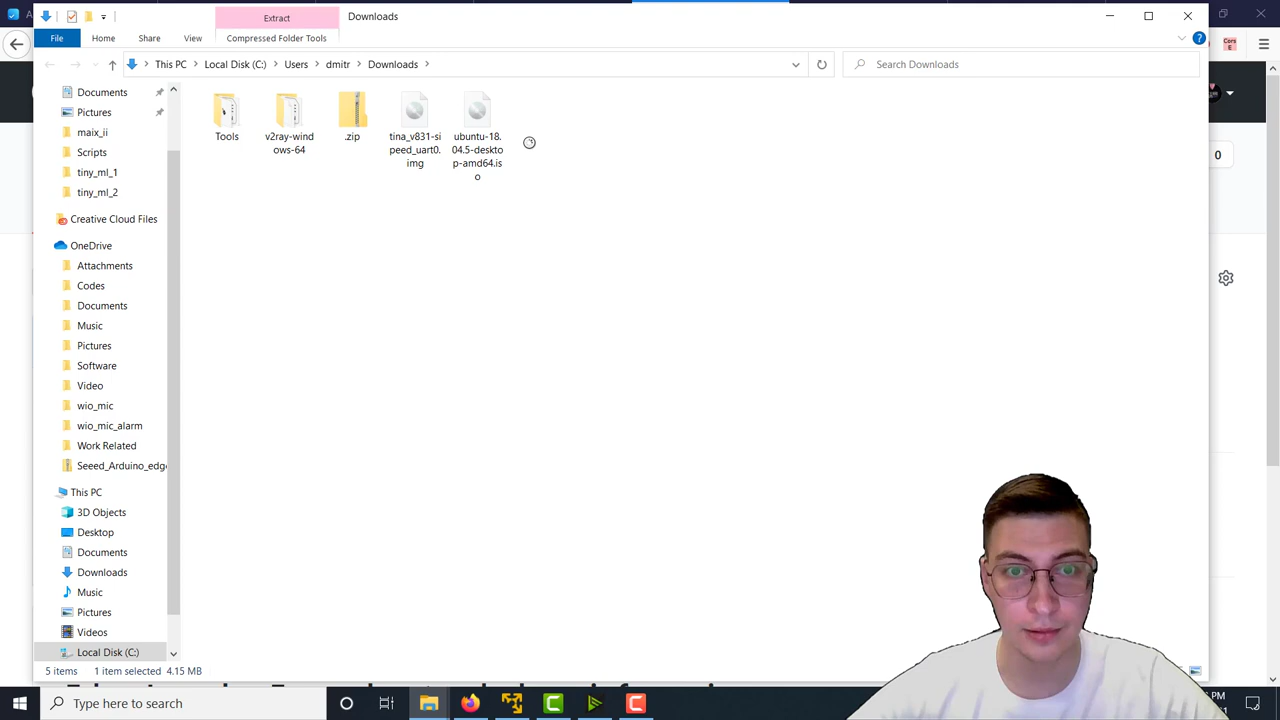 Extract
Downloads
File
Home
Share
View
Compressed Folder Tools
This PC
Local Disk (C:)
Users
dmitr
Downloads
Search Downloads
Documents
Pictures
maix_ii
Scripts
tiny_ml_1
tiny_ml_2
Creative Cloud Files
OneDrive
Attachments
Codes
Documents
Music
Pictures
Software
Video
wio_mic
wio_mic_alarm
Work Related
Seeed_Arduino_edg
This PC
3D Objects
Desktop
Documents
Downloads
Music
Pictures
Videos
Local Disk (C:)
Tools
v2ray-wind
ows-64
.zip
tina_v831-si
peed_uart0.
img
ubuntu-18.
04.5-deskto
p-amd64.is
o
0
5 items
1 item selected
4.15 MB
Type here to search